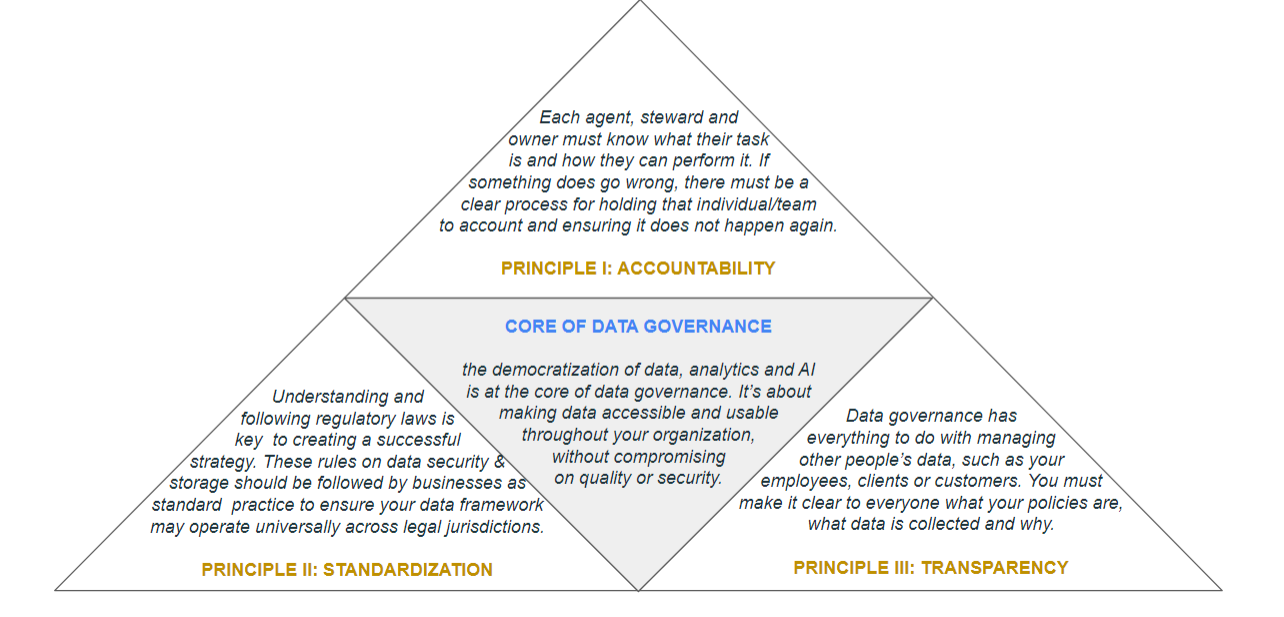 Each agent, steward and
owner must know what their task
is and how they can perform it. If
something does go wrong, there must be a
clear process for holding that individual/team
to account and ensuring it does not happen again.
PRINCIPLE I: ACCOUNTABILITY
CORE OF DATA GOVERNANCE
the democratization of data, analytics and AI
is at the core of data governance. It’s about
making data accessible and usable
throughout your organization,
without compromising
on quality or security.
Understanding and
following regulatory laws is
key  to creating a successful
strategy. These rules on data security &
storage should be followed by businesses as
standard  practice to ensure your data framework
may operate universally across legal jurisdictions.
PRINCIPLE II: STANDARDIZATION
Data governance has
everything to do with managing
other people’s data, such as your
employees, clients or customers. You must
make it clear to everyone what your policies are,
what data is collected and why.
PRINCIPLE III: TRANSPARENCY